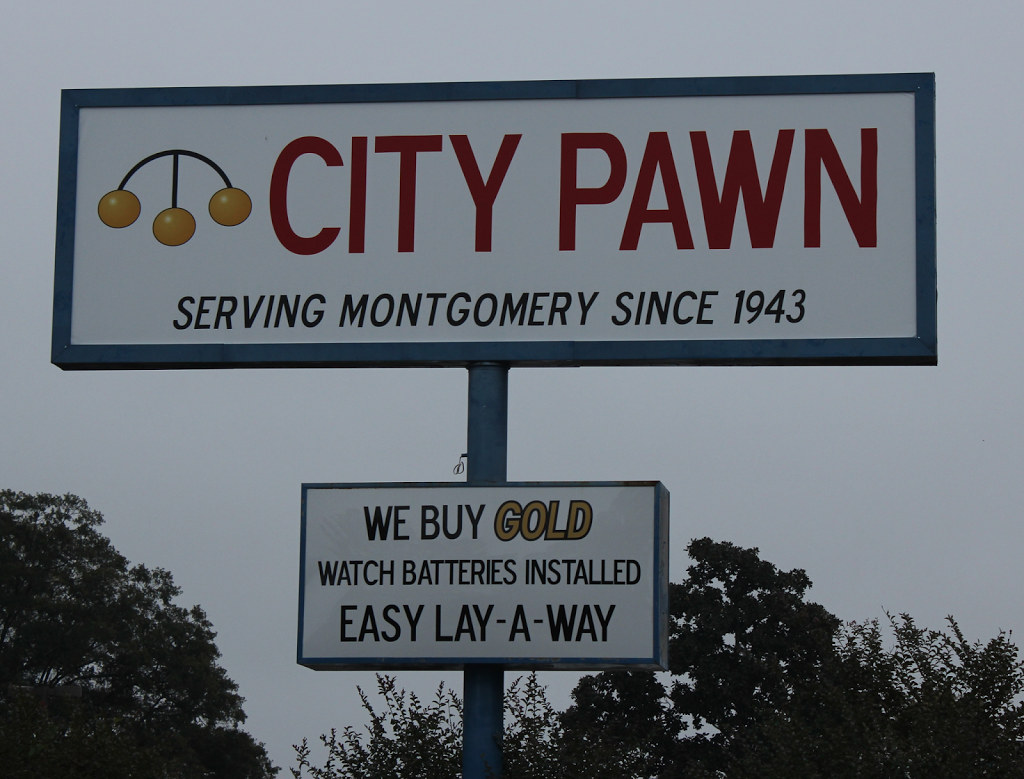 CITY PAWN
SERVING MONTGOMERY SINCE 1943
WE BUY GOLD
WATCH BATTERIES INSTALLED
EASY LAY-A-WAY